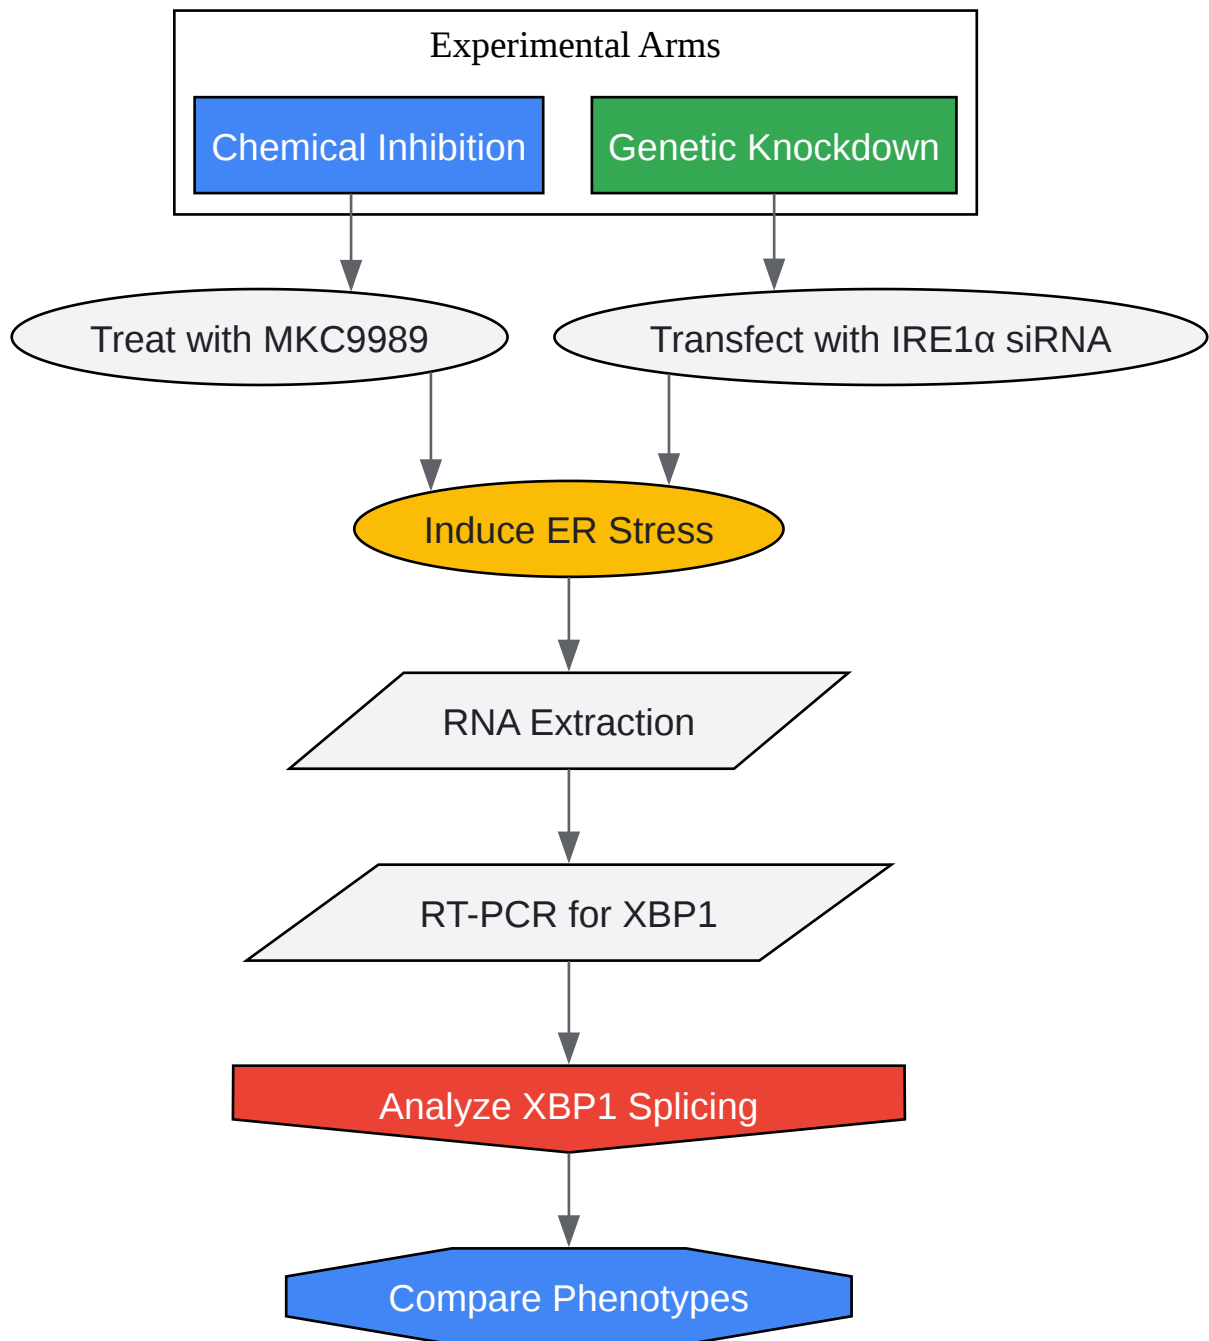 Experimental Arms
Chemical Inhibition
Genetic Knockdown
Treat with MKC9989
Transfect with IRE1α siRNA
Induce ER Stress
RNA Extraction
RT-PCR for XBP1
Analyze XBP1 Splicing
Compare Phenotypes